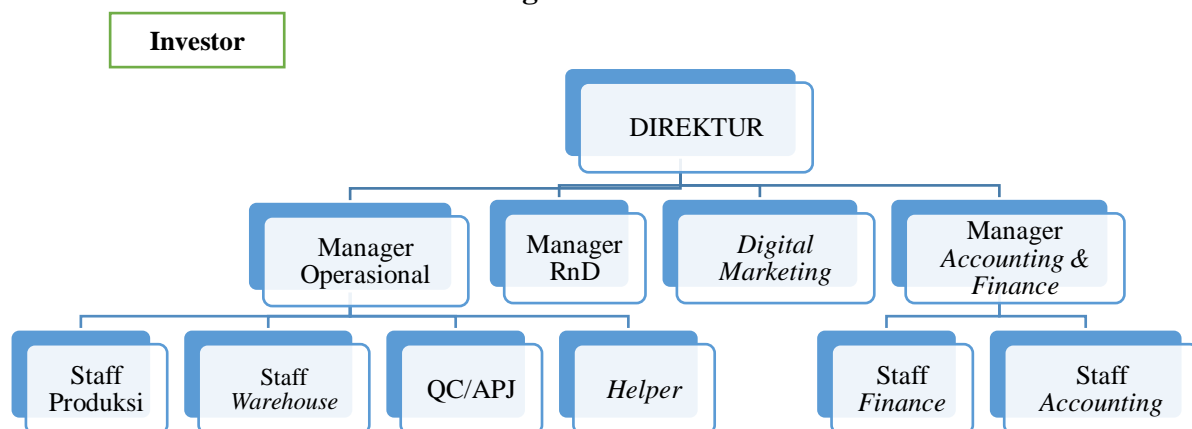 Investor
DIREKTUR
Manager
Operasional
Manager
RnD
Digital
Marketing
Manager
Accounting &
Finance
Staff
Produksi
Staff
Warehouse
QC/APJ
Helper
Staff
Finance
Staff
Accounting